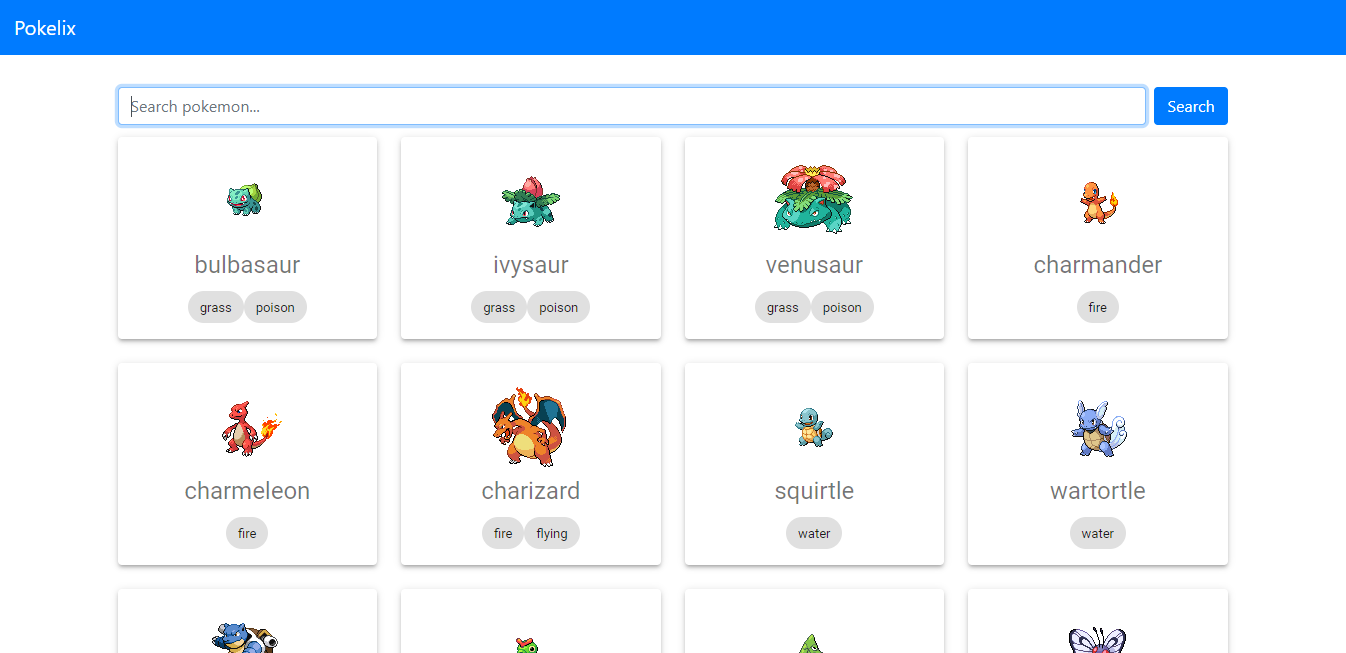 Pokelix
Search pokemon...
Search
bulbasaur
ivysaur
venusaur
charmander
grass poison
grass poison
grass poison
fire
charmeleon
charizard
squirtle
wartortle
fire
fire flying
water
water